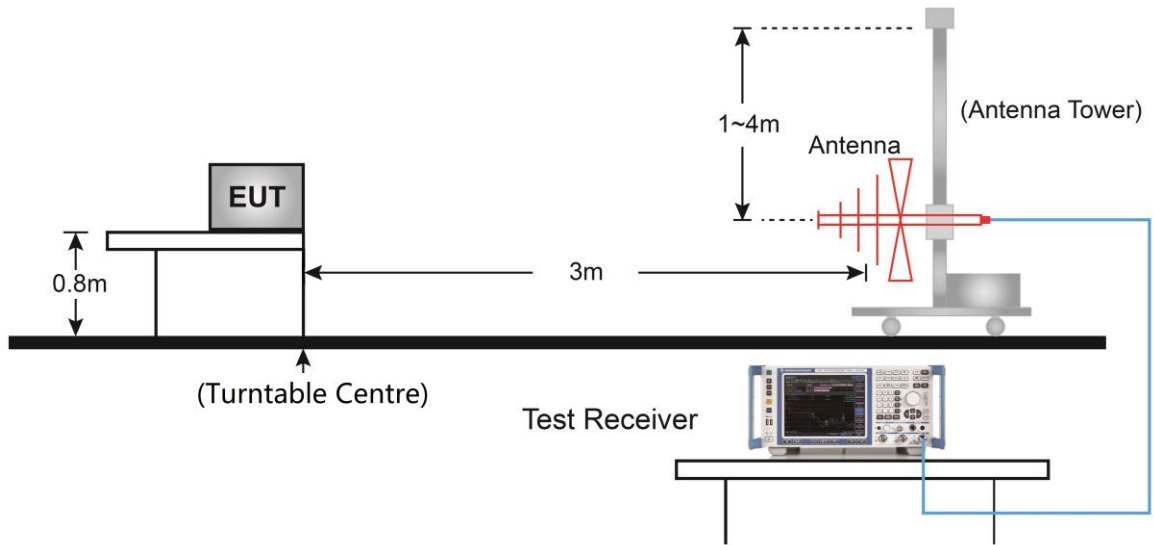 1~4m
(Antenna Tower)
Antenna
EUT
0.8m
3m
(Turntable Centre)
Test Receiver